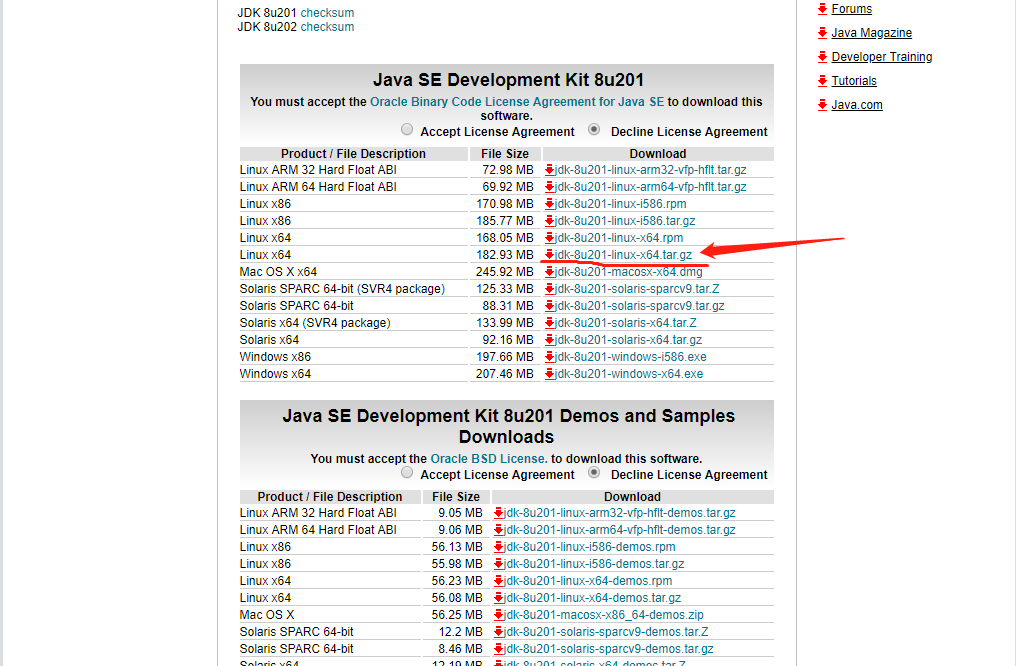 JDK 8u201 checksum
JDK 8u202 checksum
Java SE Development Kit 8u201
You must accept the Oracle Binary Code License Agreement for Java SE to download this
software.
Accept License Agreement Decline License Agreement
Product / File Description File Size Download
Linux ARM 32 Hard Float ABI 72.98 MB jdk-8u201-linux-arm32-vfp-hflt.tar.gz
Linux ARM 64 Hard Float ABI 69.92 MB jdk-8u201-linux-arm64-vfp-hflt.tar.gz
Linux x86 170.98 MB jdk-8u201-linux-i586.rpm
Linux x86 185.77 MB jdk-8u201-linux-i586.tar.gz
Linux x64 168.05 MB jdk-8u201-linux-x64.rpm
Linux x64 182.93 MB jdk-8u201-linux-x64.tar.gz
Mac OS X x64 245.92 MB jdk-8u201-macosx-x64.dmg
Solaris SPARC 64-bit (SVR4 package) 125.33 MB jdk-8u201-solaris-sparcv9.tar.Z
Solaris SPARC 64-bit 88.31 MB jdk-8u201-solaris-sparcv9.tar.gz
Solaris x64 (SVR4 package) 133.99 MB jdk-8u201-solaris-x64.tar.Z
Solaris x64 92.16 MB jdk-8u201-solaris-x64.tar.gz
Windows x86 197.66 MB jdk-8u201-windows-i586.exe
Windows x64 207.46 MB jdk-8u201-windows-x64.exe
Java SE Development Kit 8u201 Demos and Samples
Downloads
You must accept the Oracle BSD License. to download this software.
Accept License Agreement Decline License Agreement
Product / File Description File Size Download
Linux ARM 32 Hard Float ABI 9.05 MB jdk-8u201-linux-arm32-vfp-hflt-demos.tar.gz
Linux ARM 64 Hard Float ABI 9.06 MB jdk-8u201-linux-arm64-vfp-hflt-demos.tar.gz
Linux x86 56.13 MB jdk-8u201-linux-i586-demos.rpm
Linux x86 55.98 MB jdk-8u201-linux-i586-demos.tar.gz
Linux x64 56.23 MB jdk-8u201-linux-x64-demos.rpm
Linux x64 56.08 MB jdk-8u201-linux-x64-demos.tar.gz
Mac OS X 56.25 MB jdk-8u201-macosx-x86_64-demos.zip
Solaris SPARC 64-bit 12.2 MB jdk-8u201-solaris-sparcv9-demos.tar.Z
Solaris SPARC 64-bit 8.46 MB jdk-8u201-solaris-sparcv9-demos.tar.gz
Solaris x64 12.19 MB jdk-8u201-solaris-x64-demos.tar.Z
Forums
Java Magazine
Developer Training
Tutorials
Java.com